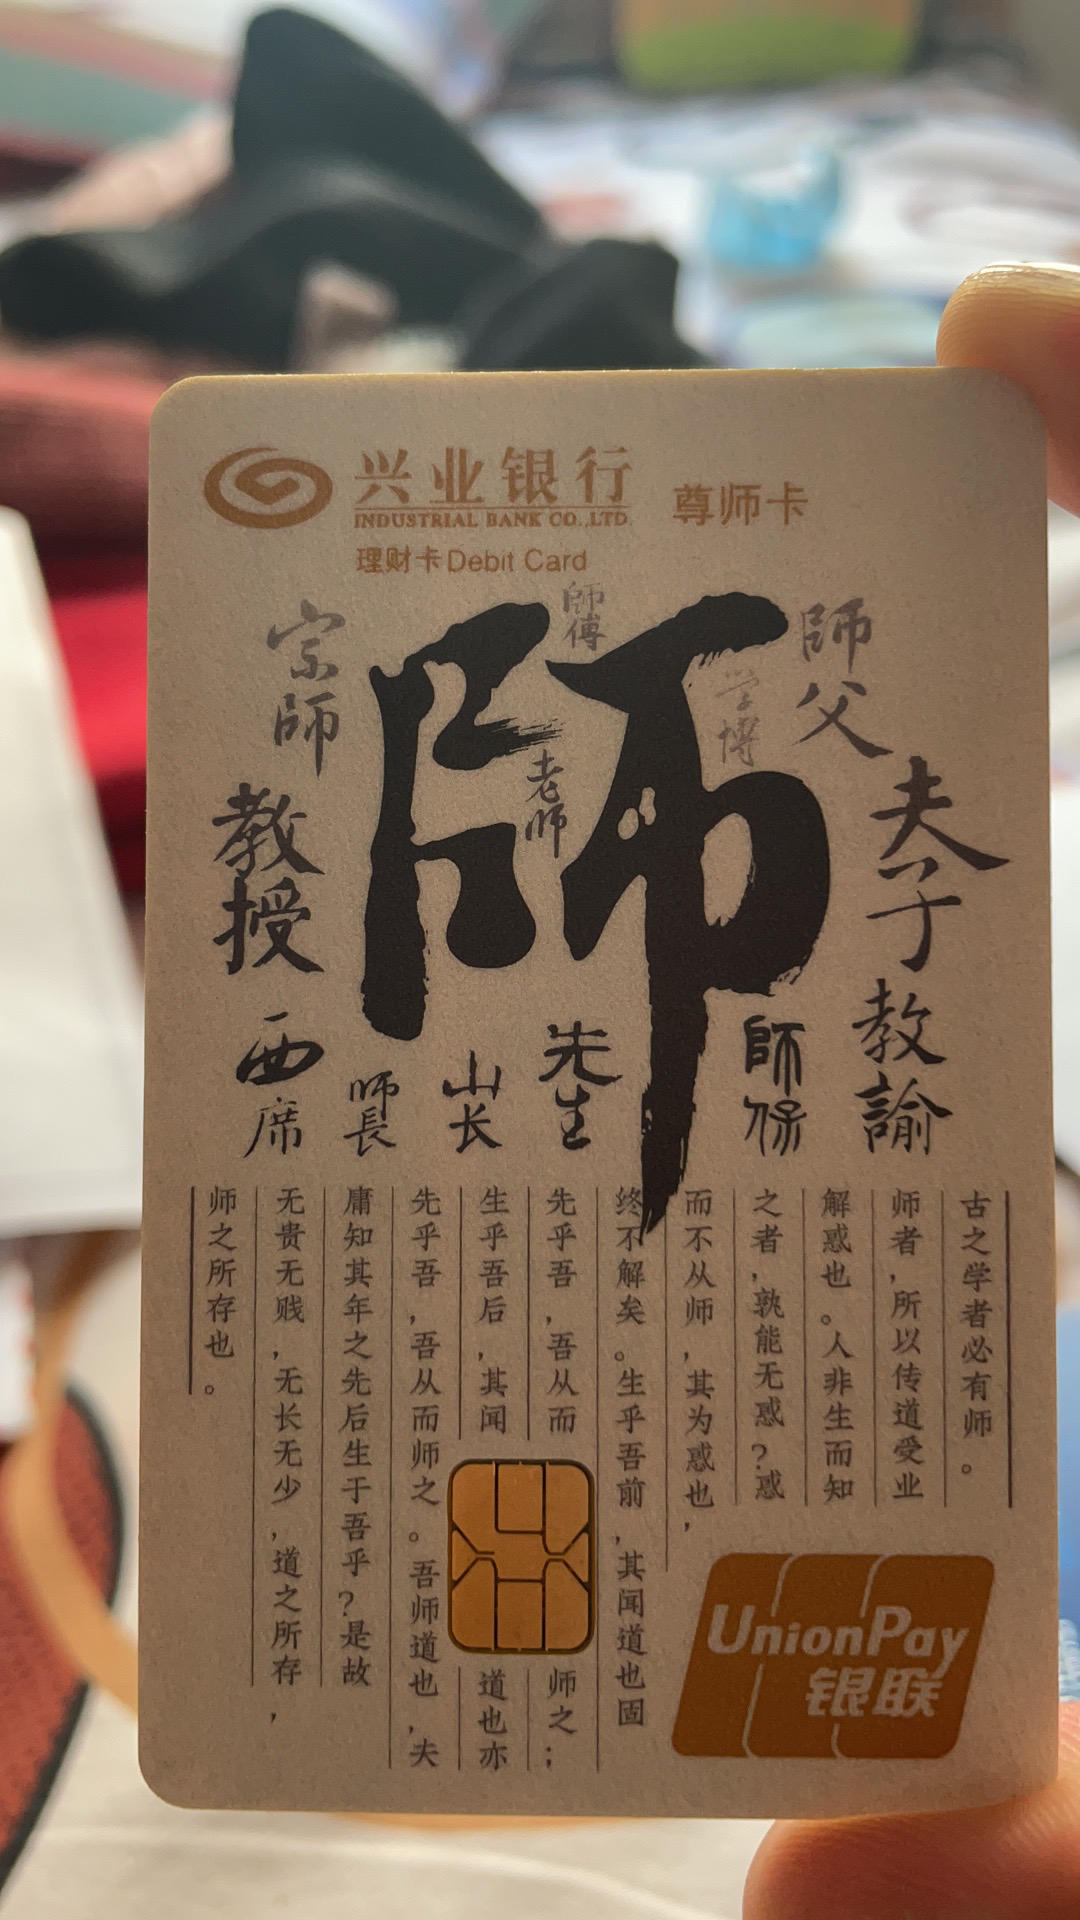 兴业银行
INDUSTRIAL BANK CO.,LTD.
尊师卡
理财卡 Debit Card
師
師傅
老师
学博
師父
宗師
夫子
教授
教諭
師保
先生
山长
師長
西席
古之学者必有师。
师者，所以传道受业
解惑也。人非生而知
之者，孰能无惑？惑
而不从师，其为惑也，
终不解矣。生乎吾前，其闻道也固
先乎吾，吾从而师之；
生乎吾后，其闻道也亦
先乎吾，吾从而师之。吾师道也，夫
庸知其年之先后生于吾乎？是故
无贵无贱，无长无少，道之所存，
师之所存也。
UnionPay
银联